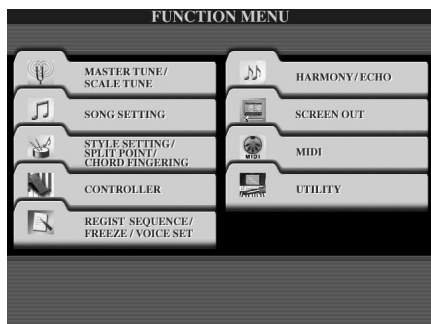 FUNCTION MENU
MASTER TUNE/
SCALE TUNE
SONG SETTING
STYLE SETTING/
SPLIT POINT/
CHORD FINGERING
CONTROLLER
REGIST SEQUENCE/
FREEZE / VOICE SET
HARMONY/ECHO
SCREEN OUT
MIDI
MIDI
UTILITY